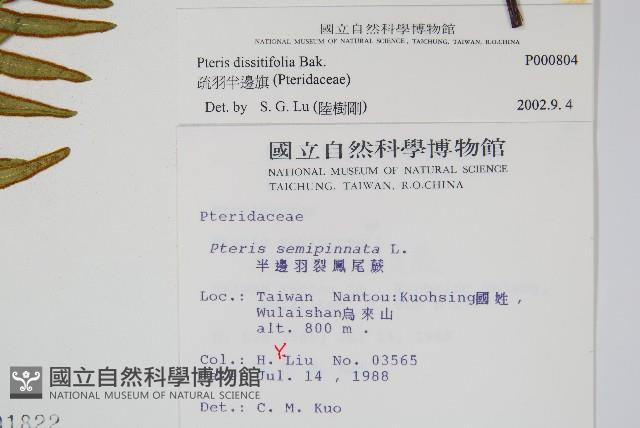 國立自然科學博物館
NATIONAL MUSEUM OF NATURAL SCIENCE, TAICHUNG, TAIWAN, R.O.CHINA
Pteris dissitifolia Bak. P000804
疏羽半邊旗 (Pteridaceae)
Det. by S. G. Lu (陸樹剛) 2002.9. 4
國立自然科學博物館
NATIONAL MUSEUM OF NATURAL SCIENCE
TAICHUNG, TAIWAN, R.O.CHINA
Pteridaceae
Pteris semipinnata L.
半邊羽裂鳳尾蕨
Loc.: Taiwan Nantou:Kuohsing國姓,
Wulaishan烏來山
alt. 800 m.
Col.: H.Y.Liu No. 03565
Jul. 14, 1988
Det.: C. M. Kuo
國立自然科學博物館
NATIONAL MUSEUM OF NATURAL SCIENCE
1822